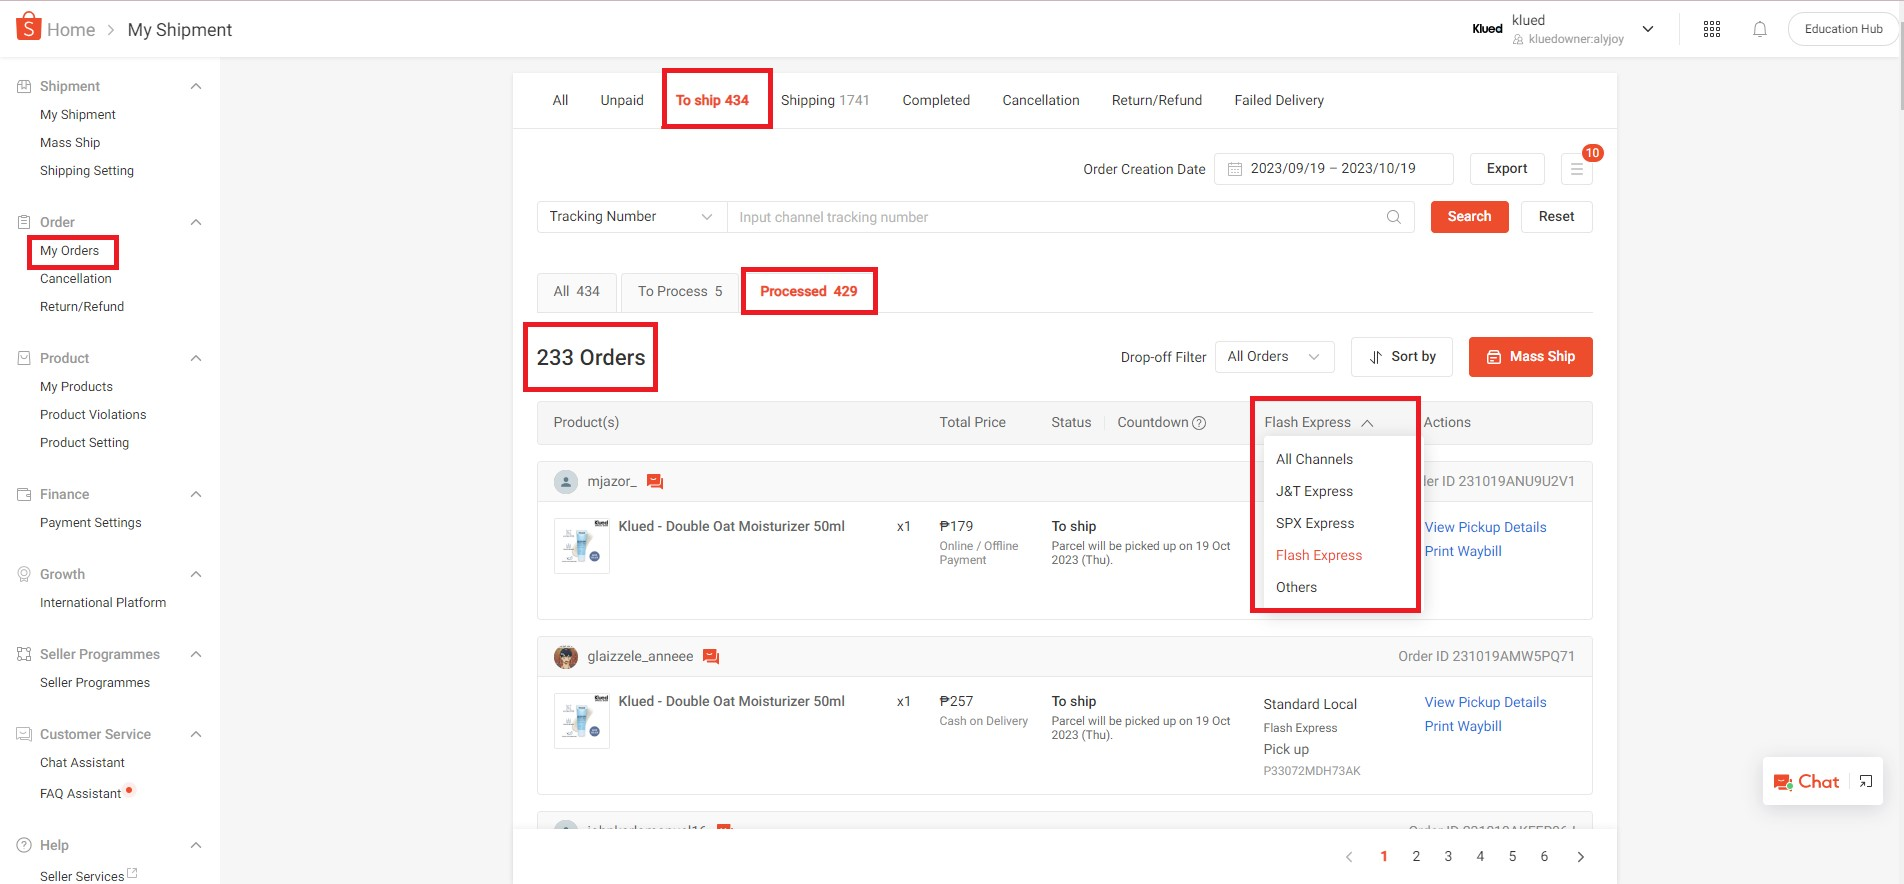 Home > My Shipment
Klued
klued
kluedowner:alyjoy
Education Hub
Shipment
My Shipment
Mass Ship
Shipping Setting
Order
My Orders
Cancellation
Return/Refund
Product
My Products
Product Violations
Product Setting
Finance
Payment Settings
Growth
International Platform
Seller Programmes
Seller Programmes
Customer Service
Chat Assistant
FAQ Assistant
Help
Seller Services
All Unpaid To ship 434 Shipping 1741 Completed Cancellation Return/Refund Failed Delivery
Order Creation Date 2023/09/19 – 2023/10/19 Export 10
Tracking Number Input channel tracking number Search Reset
All 434 To Process 5 Processed 429
233 Orders Drop-off Filter All Orders Sort by Mass Ship
Product(s) Total Price Status Countdown Flash Express Actions
All Channels
J&T Express
SPX Express
Flash Express
Others
mjazor_ ID 231019ANU9U2V1
Klued - Double Oat Moisturizer 50ml x1 ₱179 To ship View Pickup Details
Online / Offline Payment
Parcel will be picked up on 19 Oct 2023 (Thu).
Print Waybill
glaizzele_anneee Order ID 231019AMW5PQ71
Klued - Double Oat Moisturizer 50ml x1 ₱257 To ship Standard Local View Pickup Details
Cash on Delivery
Parcel will be picked up on 19 Oct 2023 (Thu).
Flash Express
Pick up
P33072MDH73AK
Print Waybill
Chat
1 2 3 4 5 6